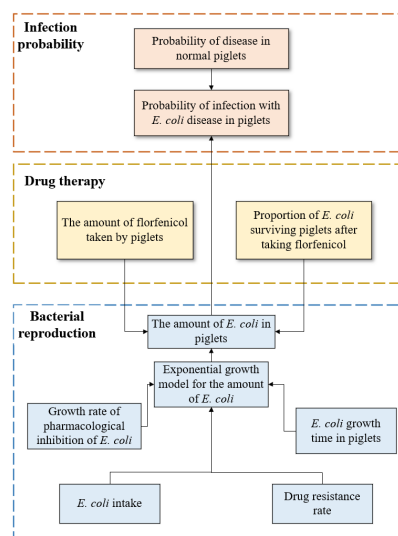 Infection
probability
Probability of disease in
normal piglets
Probability of infection with
E. coli disease in piglets
Drug therapy
The amount of florfenicol
taken by piglets
Proportion of E. coli
surviving piglets after
taking florfenicol
Bacterial
reproduction
The amount of E. coli in
piglets
Exponential growth
model for the amount
of E. coli
Growth rate of
pharmacological
inhibition of E. coli
E. coli growth
time in piglets
E. coli intake
Drug resistance
rate